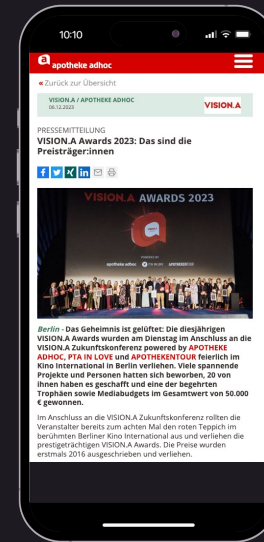 10:10
a apotheke adhoc
« Zurück zur Übersicht
VISION.A / APOTHEKE ADHOC
06.12.2023
VISION.A
PRESSEMITTEILUNG
VISION.A Awards 2023: Das sind die
Preisträger:innen
VISION.A AWARDS 2023
apotheke adhoc
Berlin - Das Geheimnis ist gelüftet: Die diesjährigen
VISION.A Awards wurden am Dienstag im Anschluss an die
VISION.A Zukunftskonferenz powered by APOTHEKE
ADHOC, PTA IN LOVE und APOTHEKENTOUR feierlich im
Kino International in Berlin verliehen. Viele spannende
Projekte und Personen hatten sich beworben, 20 von
ihnen haben es geschafft und eine der begehrten
Trophäen sowie Mediabudgets im Gesamtwert von 50.000
€ gewonnen.
Im Anschluss an die VISION.A Zukunftskonferenz rollten die
Veranstalter bereits zum achten Mal den roten Teppich im
berühmten Berliner Kino International aus und verliehen die
prestigeträchtigen VISION.A Awards. Die Preise wurden
erstmals 2016 ausgeschrieben und verliehen.